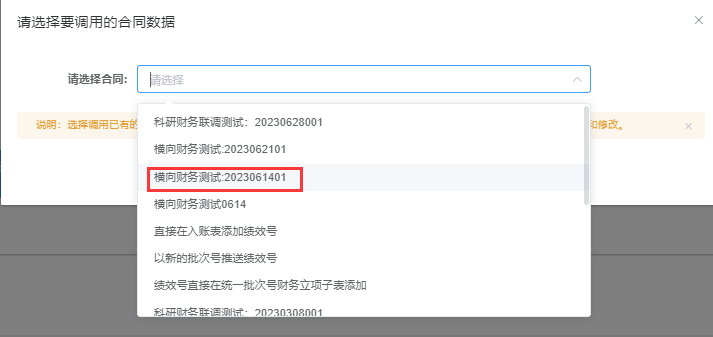 请选择要调用的合同数据
请选择合同:
请选择
说明：选择调用已有的
和修改。
科研财务联调测试：20230628001
横向财务测试:2023062101
横向财务测试:2023061401
横向财务测试0614
直接在入账表添加绩效号
以新的批次号推送绩效号
绩效号直接在统一批次号财务立项子表添加
科研财务联调测试：20230308001